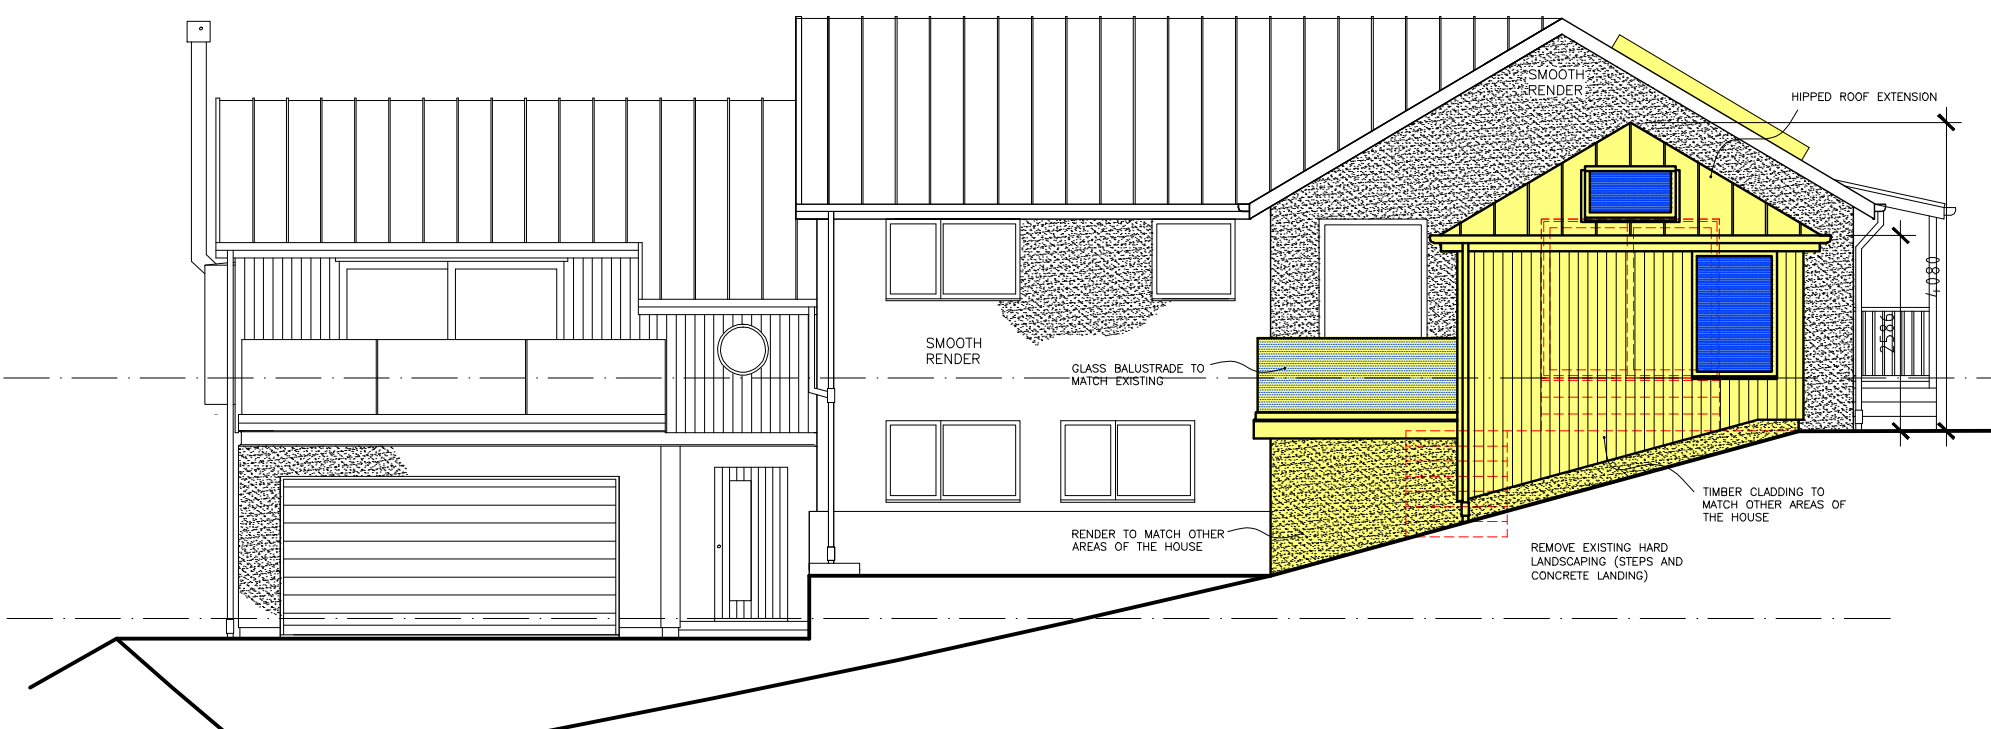 SMOOTH
RENDER
HIPPED ROOF EXTENSION
4,080
2586
SMOOTH
RENDER
GLASS BALUSTRADE TO
MATCH EXISTING
TIMBER CLADDING TO
MATCH OTHER AREAS OF
THE HOUSE
RENDER TO MATCH OTHER
AREAS OF THE HOUSE
REMOVE EXISTING HARD
LANDSCAPING (STEPS AND
CONCRETE LANDING)